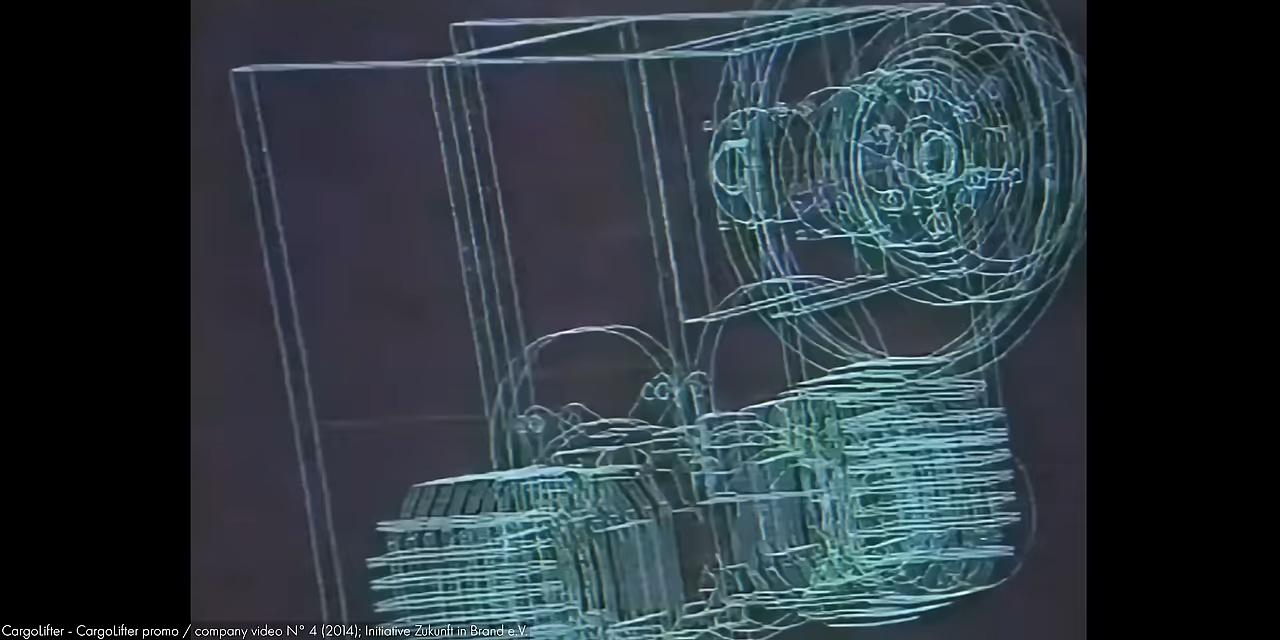 CargoLifter - CargoLifter promo / company video N° 4 (2014); Initiative Zukunft in Brand e.V.